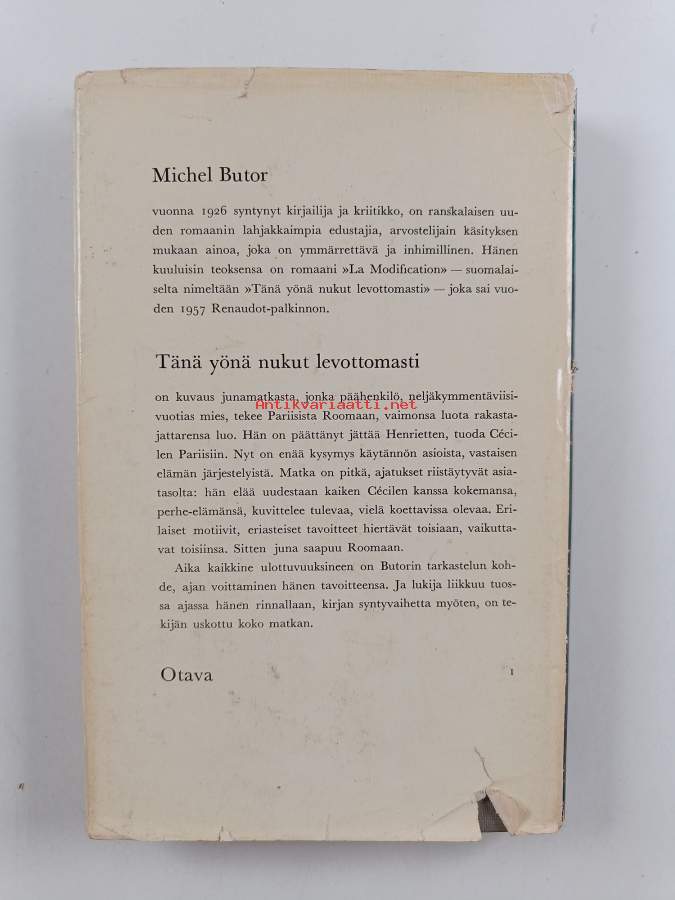 Michel Butor
vuonna 1926 syntynyt kirjailija ja kriitikko, on ranskalaisen uu-
den romaanin lahjakkaimpia edustajia, arvostelijain käsityksen
mukaan ainoa, joka on ymmärrettävä ja inhimillinen. Hänen
kuuluisin teoksensa on romaani »La Modification» — suomalai-
selta nimeltään »Tänä yönä nukut levottomasti» — joka sai vuo-
den 1957 Renaudot-palkinnon.
Tänä yönä nukut levottomasti
on kuvaus junamatkasta, jonka päähenkilö, neljäkymmentäviisi-
Antikvariaatti.net
vuotias mies, tekee Pariisista Roomaan, vaimonsa luota rakasta-
jattarensa luo. Hän on päättänyt jättää Henrietten, tuoda Céci-
len Pariisiin. Nyt on enää kysymys käytännön asioista, vastaisen
elämän järjestelyistä. Matka on pitkä, ajatukset riistäytyvät asia-
tasolta: hän elää uudestaan kaiken Cécilen kanssa kokemansa,
perhe-elämänsä, kuvittelee tulevaa, vielä koettavissa olevaa. Eri-
laiset motiivit, eriasteiset tavoitteet hiertävät toisiaan, vaikutta-
vat toisiinsa. Sitten juna saapuu Roomaan.
Aika kaikkine ulottuvuuksineen on Butorin tarkastelun koh-
de, ajan voittaminen hänen tavoitteensa. Ja lukija liikkuu tuos-
sa ajassa hänen rinnallaan, kirjan syntyvaihetta myöten, on te-
kijän uskottu koko matkan.
Otava
1